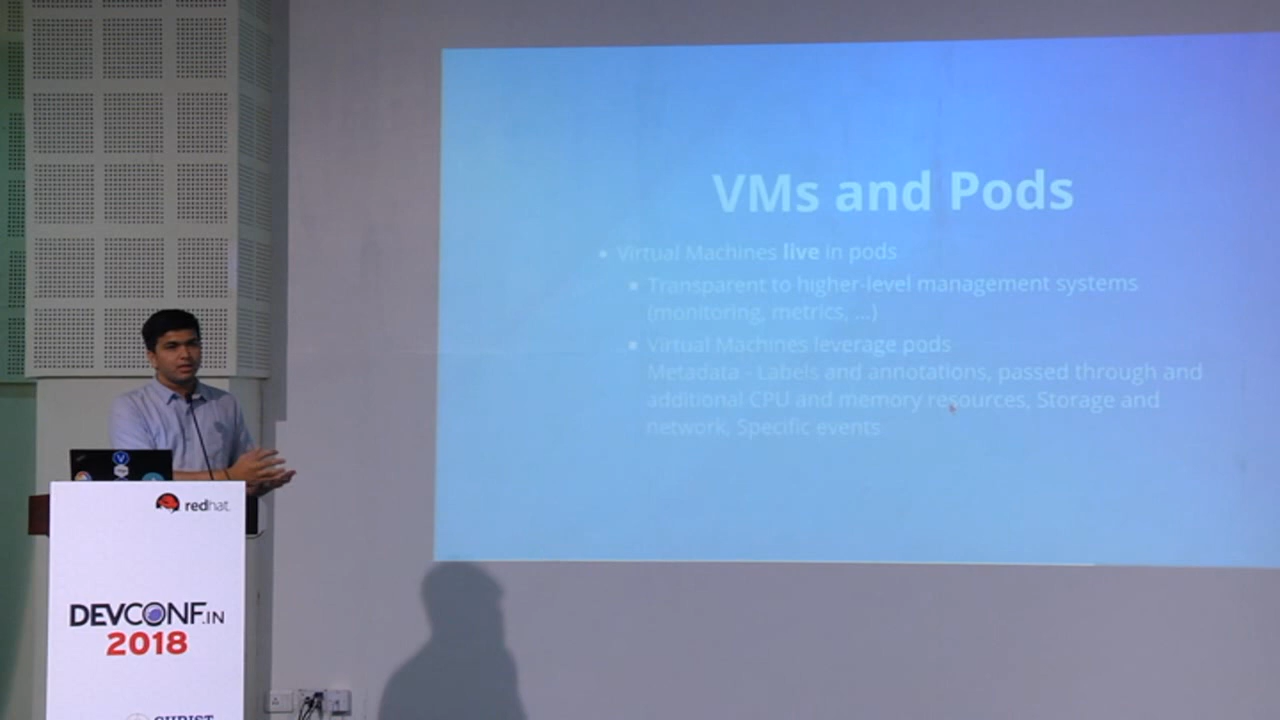 VMs and Pods
Virtual Machines live in pods
Transparent to higher-level management systems
(monitoring, metrics, ...)
Virtual Machines leverage pods
Metadata - Labels and annotations, passed through and
additional CPU and memory resources, Storage and
network, Specific events
redhat.
DEVCONF.IN
2018
CHRIST